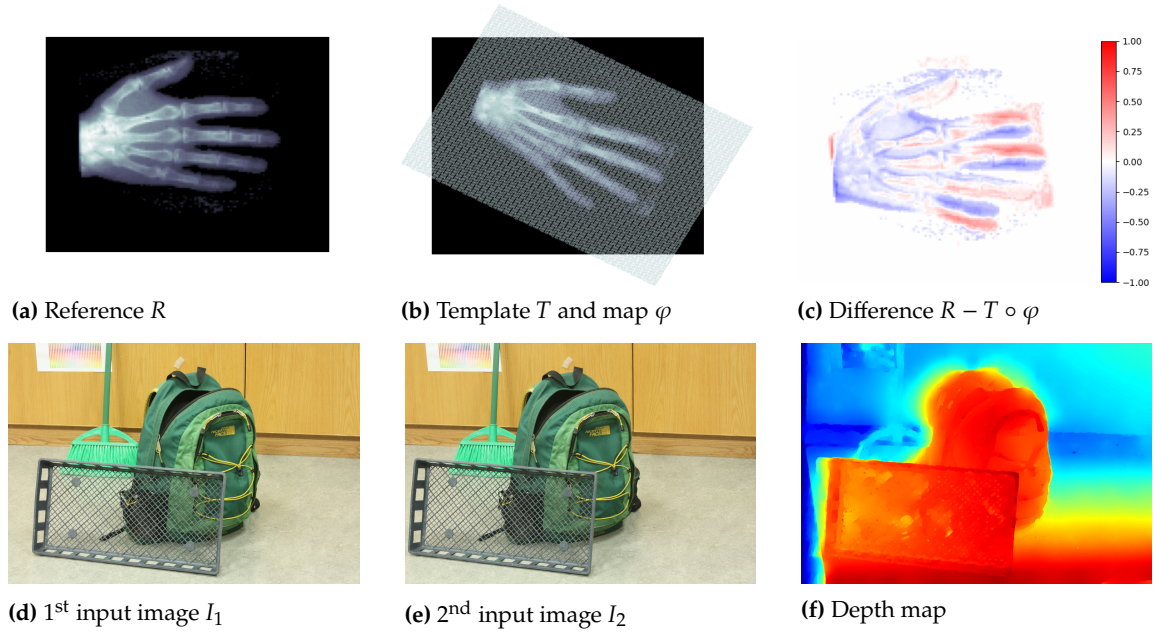 1.00
0.75
0.50
0.25
0.00
−0.25
−0.50
−0.75
−1.00
(a) Reference R
(b) Template T and map φ
(c) Difference R − T ∘ φ
(d) 1st input image I1
(e) 2nd input image I2
(f) Depth map